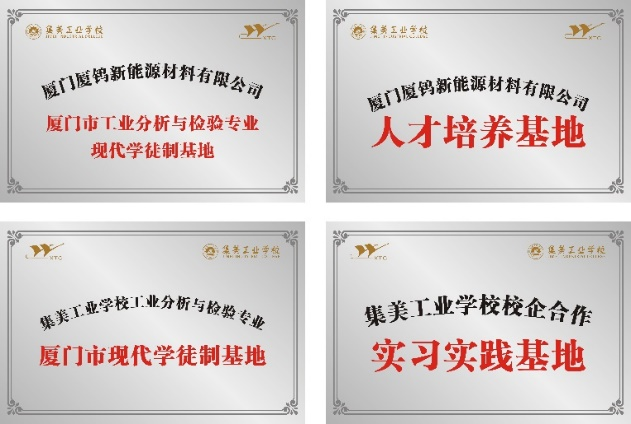 集美工业学校
XTC
厦门厦钨新能源材料有限公司
厦门市工业分析与检验专业
现代学徒制基地
集美工业学校
XTC
厦门厦钨新能源材料有限公司
人才培养基地
XTC
集美工业学校
集美工业学校工业分析与检验专业
厦门市现代学徒制基地
XTC
集美工业学校
集美工业学校校企合作
实习实践基地